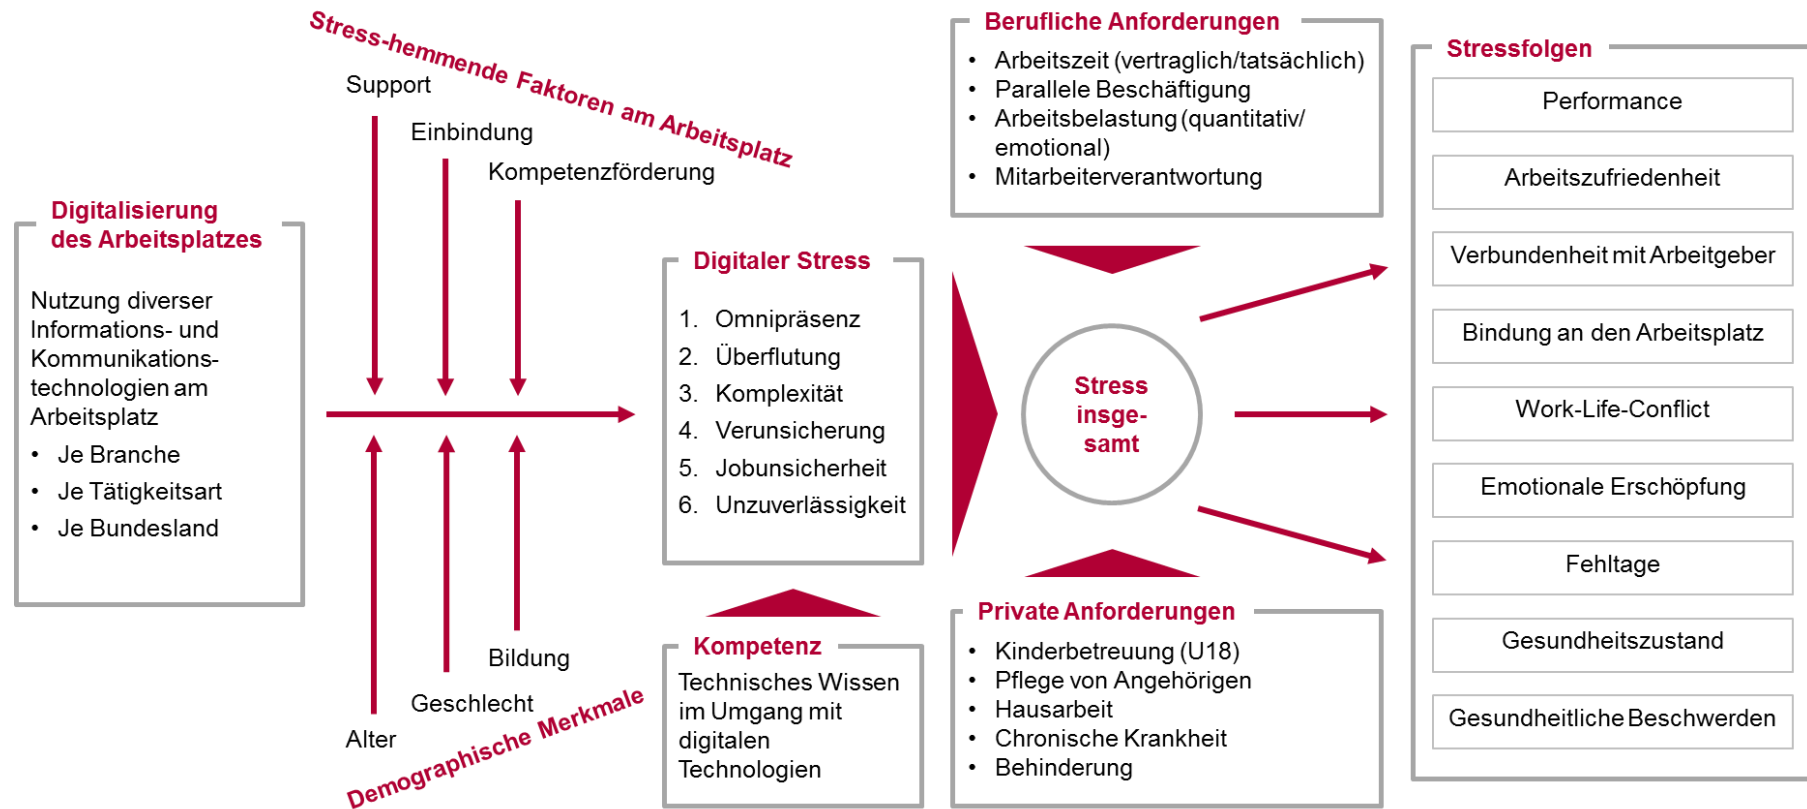 Stress-hemmende Faktoren am Arbeitsplatz
Support
Einbindung
Kompetenzförderung
Digitalisierung
des Arbeitsplatzes
Nutzung diverser
Informations- und
Kommunikations-
technologien am
Arbeitsplatz
• Je Branche
• Je Tätigkeitsart
• Je Bundesland
Bildung
Geschlecht
Alter
Demographische Merkmale
Digitaler Stress
1. Omnipräsenz
2. Überflutung
3. Komplexität
4. Verunsicherung
5. Jobunsicherheit
6. Unzuverlässigkeit
Kompetenz
Technisches Wissen
im Umgang mit
digitalen
Technologien
Berufliche Anforderungen
• Arbeitszeit (vertraglich/tatsächlich)
• Parallele Beschäftigung
• Arbeitsbelastung (quantitativ/
emotional)
• Mitarbeiterverantwortung
Stress
insge-
samt
Private Anforderungen
• Kinderbetreuung (U18)
• Pflege von Angehörigen
• Hausarbeit
• Chronische Krankheit
• Behinderung
Stressfolgen
Performance
Arbeitszufriedenheit
Verbundenheit mit Arbeitgeber
Bindung an den Arbeitsplatz
Work-Life-Conflict
Emotionale Erschöpfung
Fehltage
Gesundheitszustand
Gesundheitliche Beschwerden